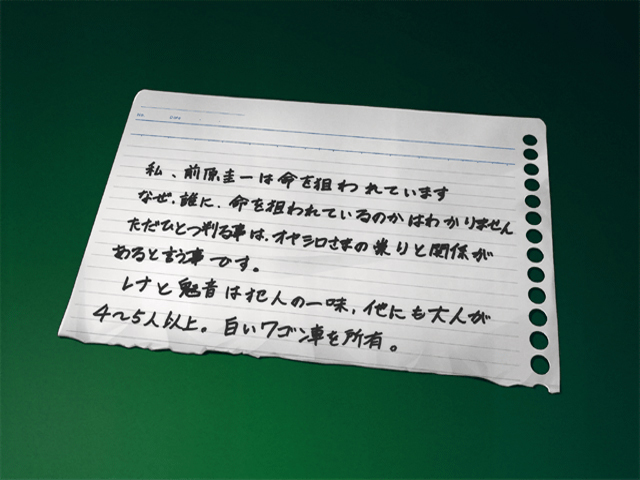 No.
DATE
私、前原圭一は命を狙われています
なぜ、誰に、命を狙われているのかはわかりません
ただひとつ判る事は、オヤシロさまの祟りと関係が
あると言う事です。
レナと魅音は犯人の一味。他にも大人が
4〜5人以上。白いワゴン車を所有。